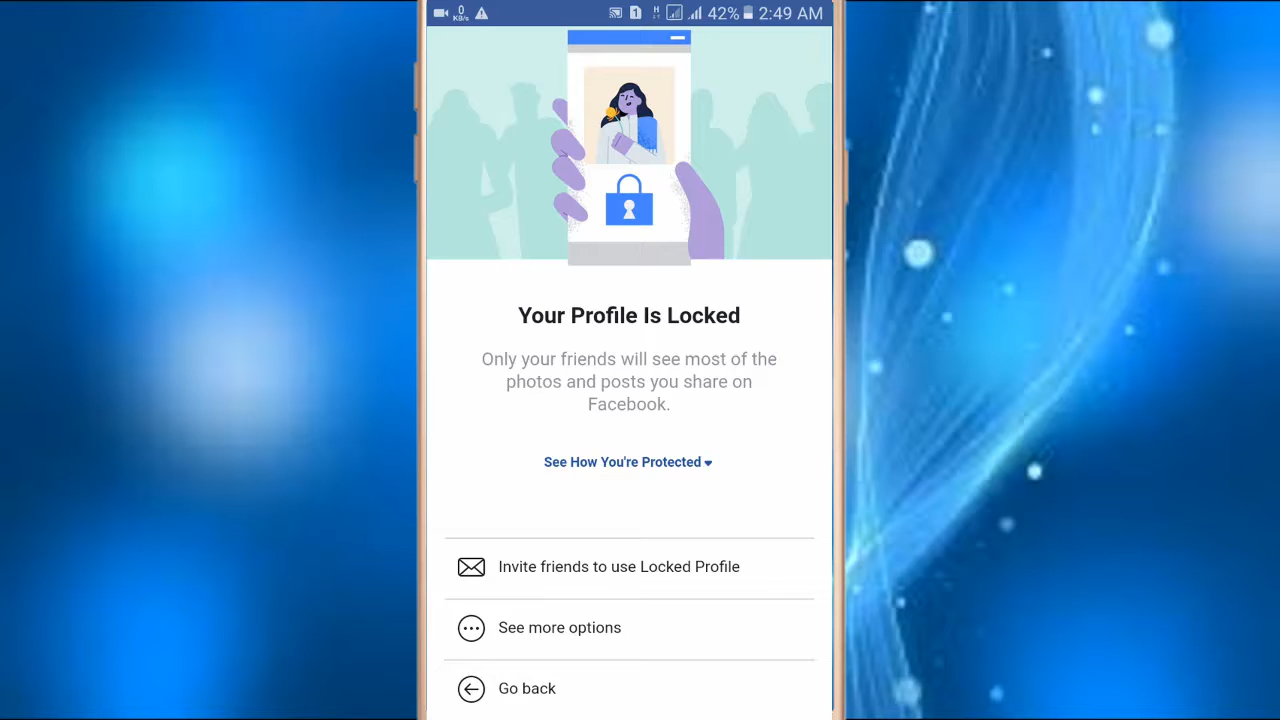 0 KB/s 1 H 42% 2:49 AM
Your Profile Is Locked
Only your friends will see most of the
photos and posts you share on
Facebook.
See How You're Protected
Invite friends to use Locked Profile
See more options
Go back